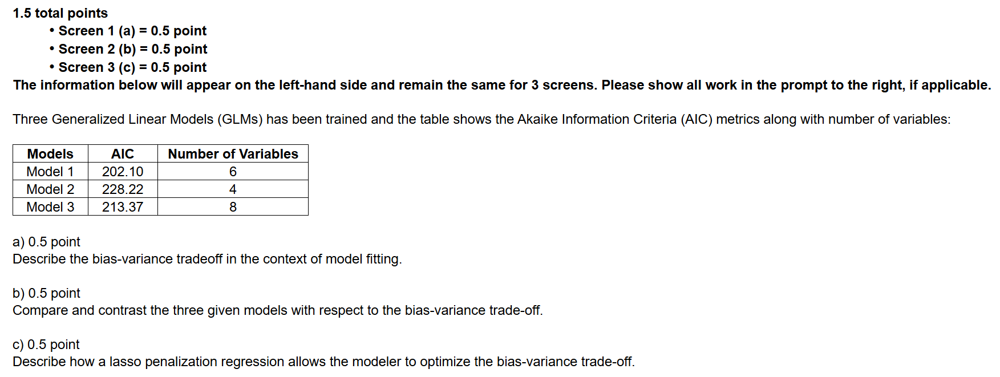 1.5 total points
• Screen 1 (a) = 0.5 point
• Screen 2 (b) = 0.5 point
• Screen 3 (c) = 0.5 point
The information below will appear on the left-hand side and remain the same for 3 screens. Please show all work in the prompt to the right, if applicable.
Three Generalized Linear Models (GLMs) has been trained and the table shows the Akaike Information Criteria (AIC) metrics along with number of variables:
Models AIC Number of Variables
Model 1 202.10 6
Model 2 228.22 4
Model 3 213.37 8
a) 0.5 point
Describe the bias-variance tradeoff in the context of model fitting.
b) 0.5 point
Compare and contrast the three given models with respect to the bias-variance trade-off.
c) 0.5 point
Describe how a lasso penalization regression allows the modeler to optimize the bias-variance trade-off.